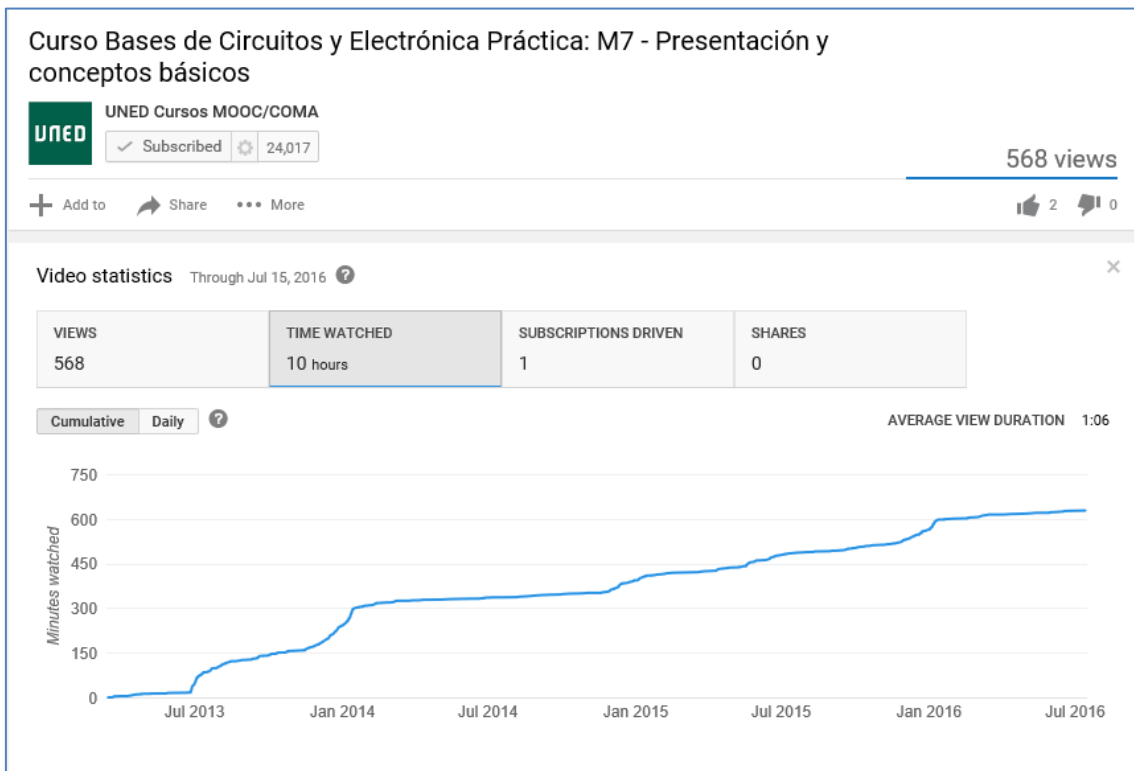 Curso Bases de Circuitos y Electrónica Práctica: M7 - Presentación y
conceptos básicos
UNED
UNED Cursos MOOC/COMA
Subscribed 24,017
568 views
Add to Share More
2 0
Video statistics Through Jul 15, 2016 ?
VIEWS TIME WATCHED SUBSCRIPTIONS DRIVEN SHARES
568 10 hours 1 0
Cumulative Daily ? AVERAGE VIEW DURATION 1:06
750
600
450
300
150
0
Minutes watched
Jul 2013 Jan 2014 Jul 2014 Jan 2015 Jul 2015 Jan 2016 Jul 2016